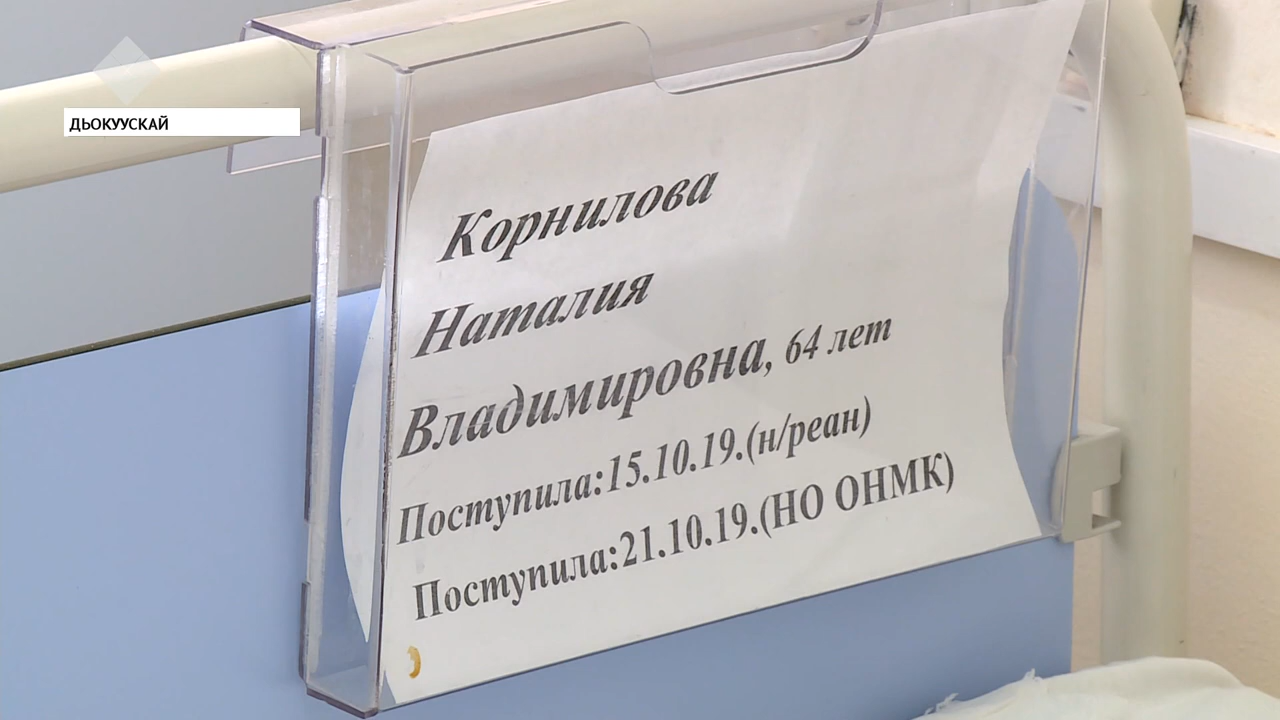 ДЬОКУУСКАЙ
Корнилова
Наталия
Владимировна, 64 лет
Поступила:15.10.19.(н/реан)
Поступила:21.10.19.(НО ОНМК)